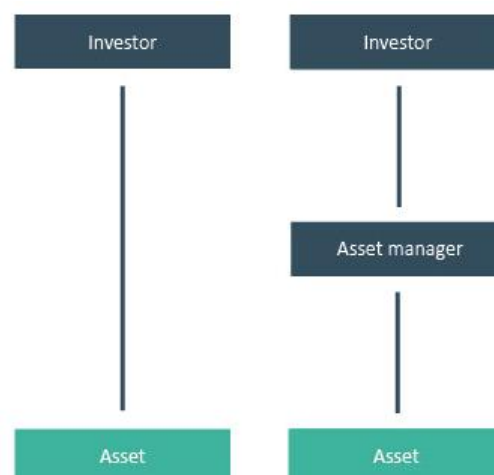 Investor
Investor
Asset manager
Asset
Asset